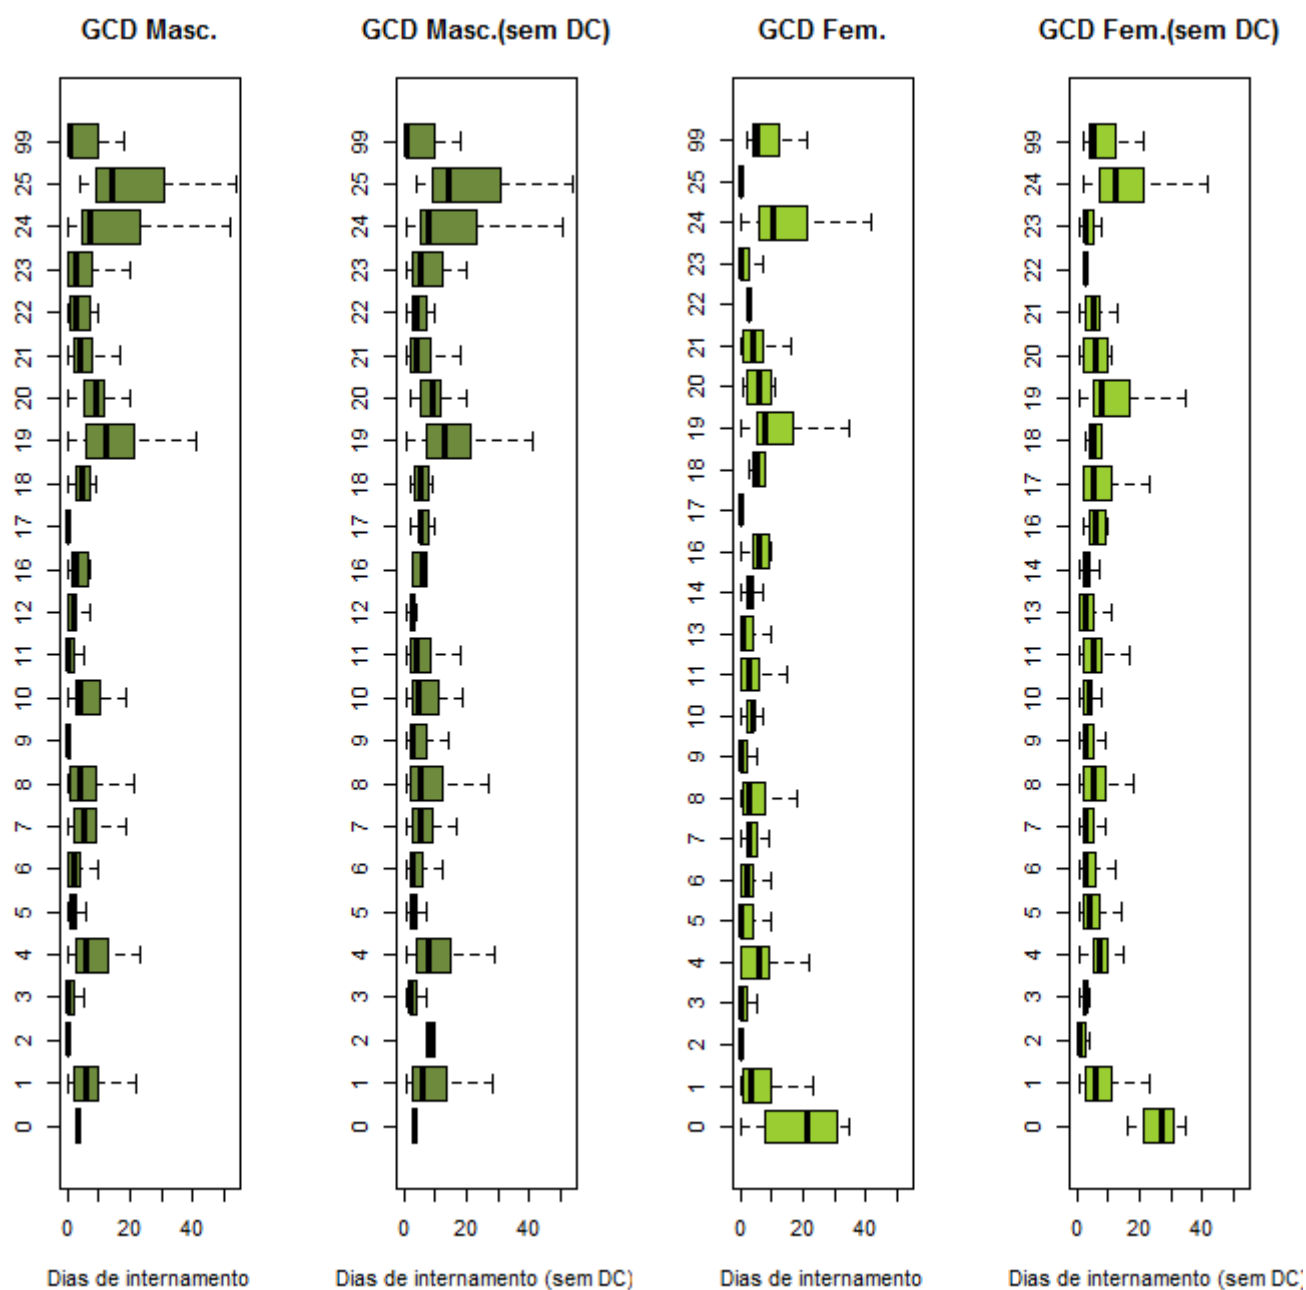 GCD Masc. GCD Masc.(sem DC) GCD Fem. GCD Fem.(sem DC)
99 99 99 99
25 25 25 24
24 24 24 23
23 23 23 22
22 22 22 21
21 21 21 20
20 20 20 19
19 19 19 18
18 18 18 17
17 17 17 16
16 16 16 14
12 12 14 13
11 11 13 11
10 10 11 10
9 9 10 9
8 8 9 8
7 7 8 7
6 6 7 6
5 5 6 5
4 4 5 4
3 3 4 3
2 2 3 2
1 1 2 1
0 0 1 0
0
0 20 40 0 20 40 0 20 40 0 20 40
Dias de internamento Dias de internamento (sem DC) Dias de internamento Dias de internamento (sem DC)